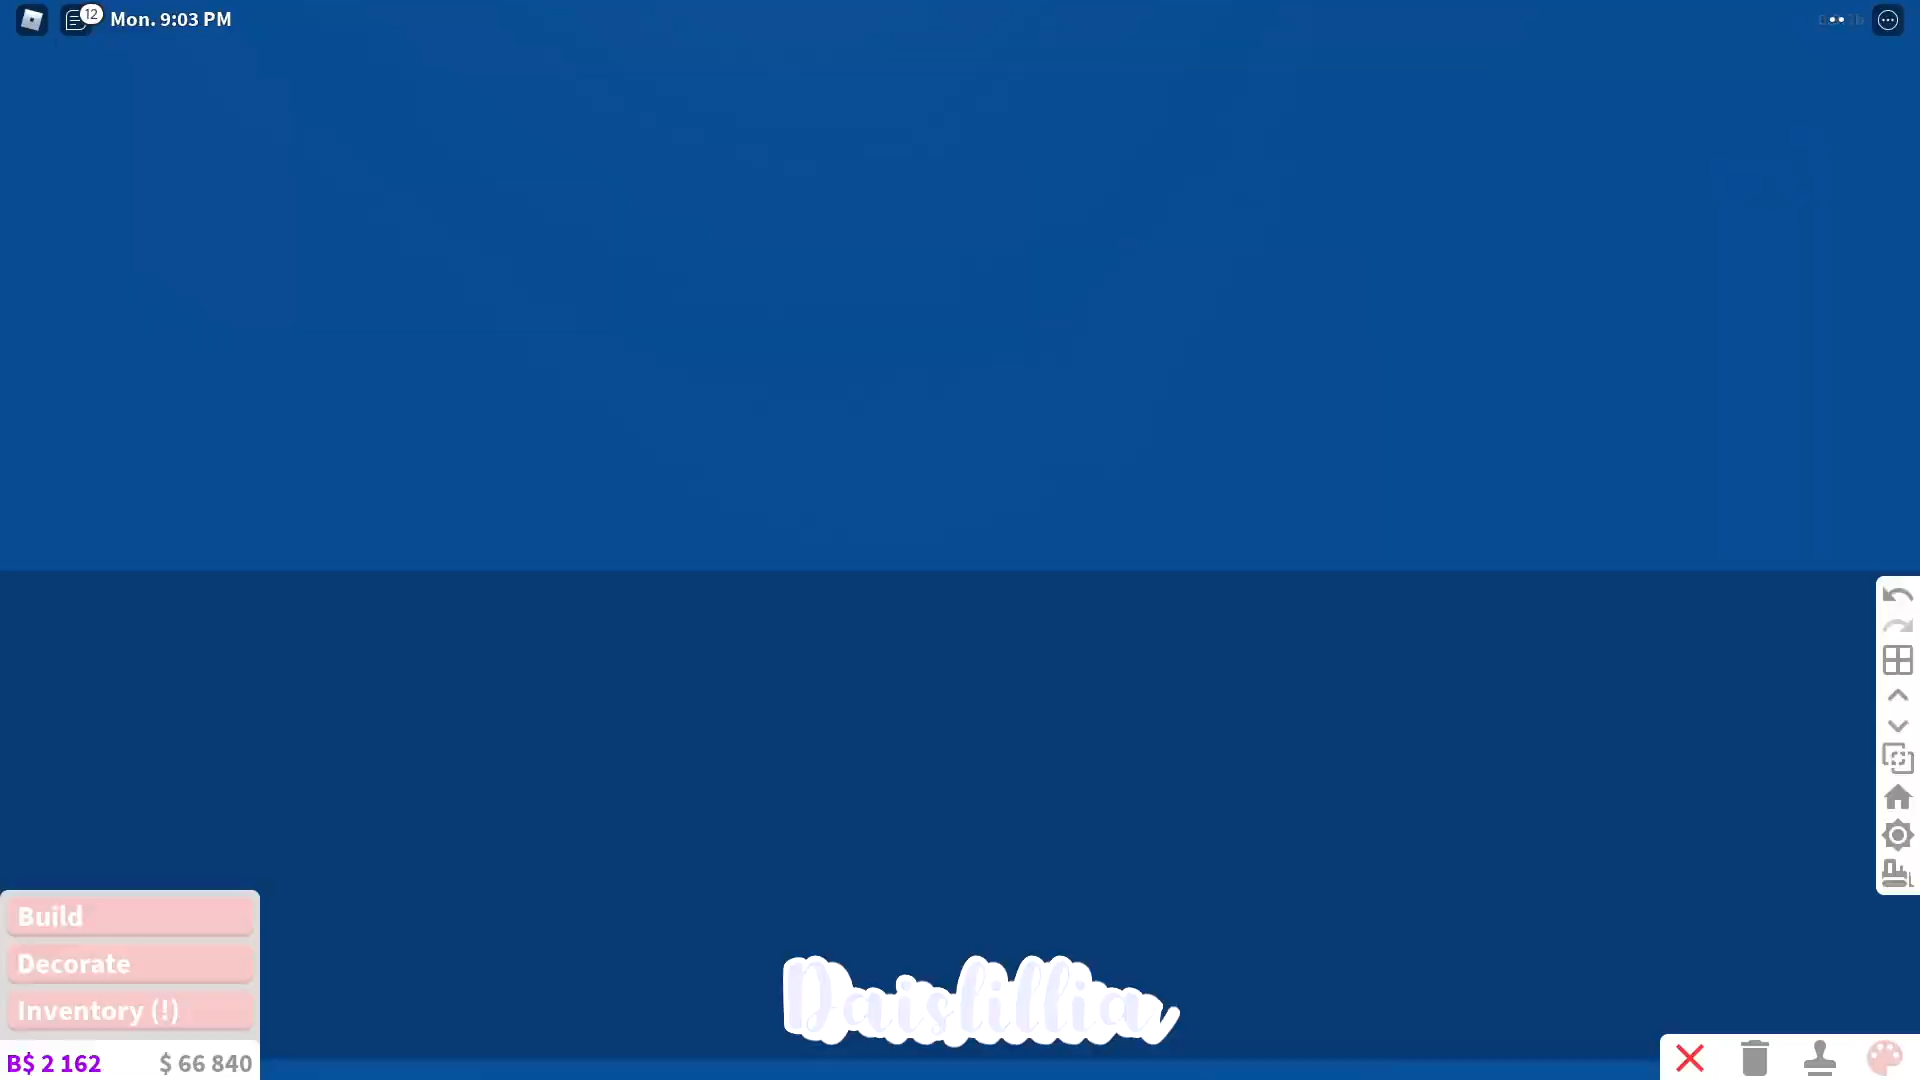 12
Mon. 9:03 PM
Build
Decorate
Inventory (!)
B$ 2 162
$ 66 840
Daislillia